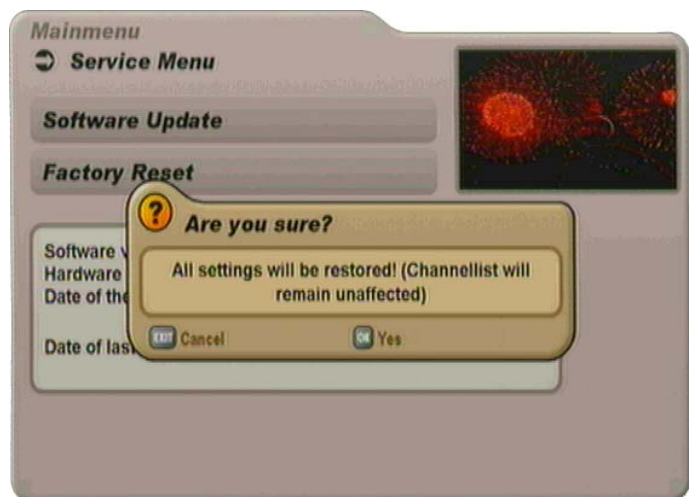 Mainmenu
Service Menu
Software Update
Factory Reset
?
Are you sure?
Software
Hardware
Date of the
All settings will be restored! (Channellist will
remain unaffected)
Date of
EXIT Cancel
OK Yes